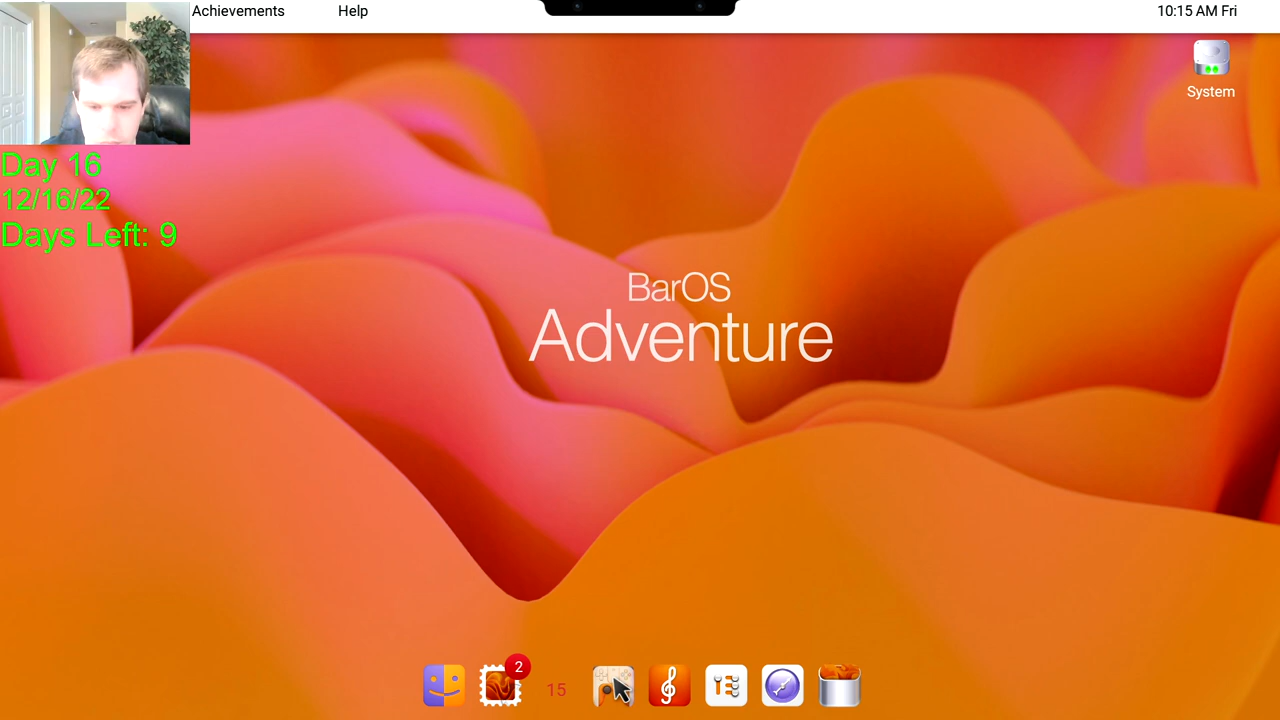 Achievements Help 10:15 AM Fri
System
Day 16
12/16/22
Days Left: 9
BarOS
Adventure
2
15